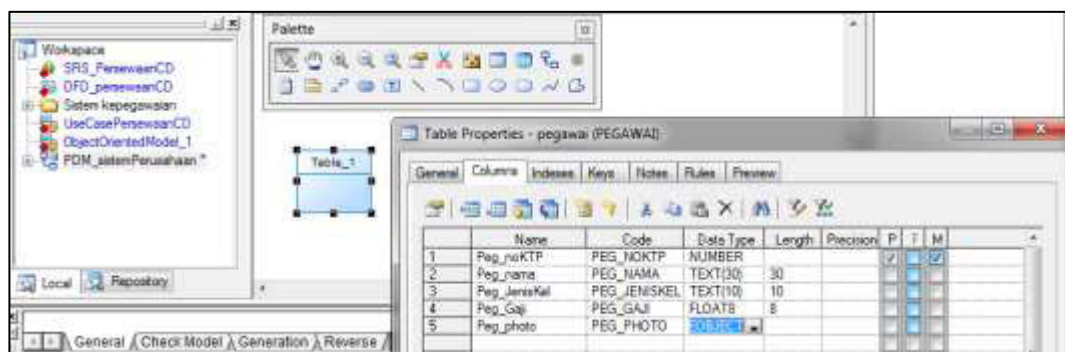 Workspace
SRS_PersewaanCD
DFD_persewaanCD
Sistem kepegawaian
UseCasePersewaanCD
ObjectOrientedModel_1
PDM_sistemPerusahaan *
Local
Repository
Palette
Table_1
Table Properties - pegawai (PEGAWAI)
General Columns Indexes Keys Notes Rules Preview
Name Code Data Type Length Precision P F M
1 Peg_noKTP PEG_NOKTP NUMBER
2 Peg_nama PEG_NAMA TEXT(30) 30
3 Peg_JenisKel PEG_JENISKEL TEXT(10) 10
4 Peg_Gaji PEG_GAJI FLOAT8 8
5 Peg_photo PEG_PHOTO
General Check Model Generation Reverse